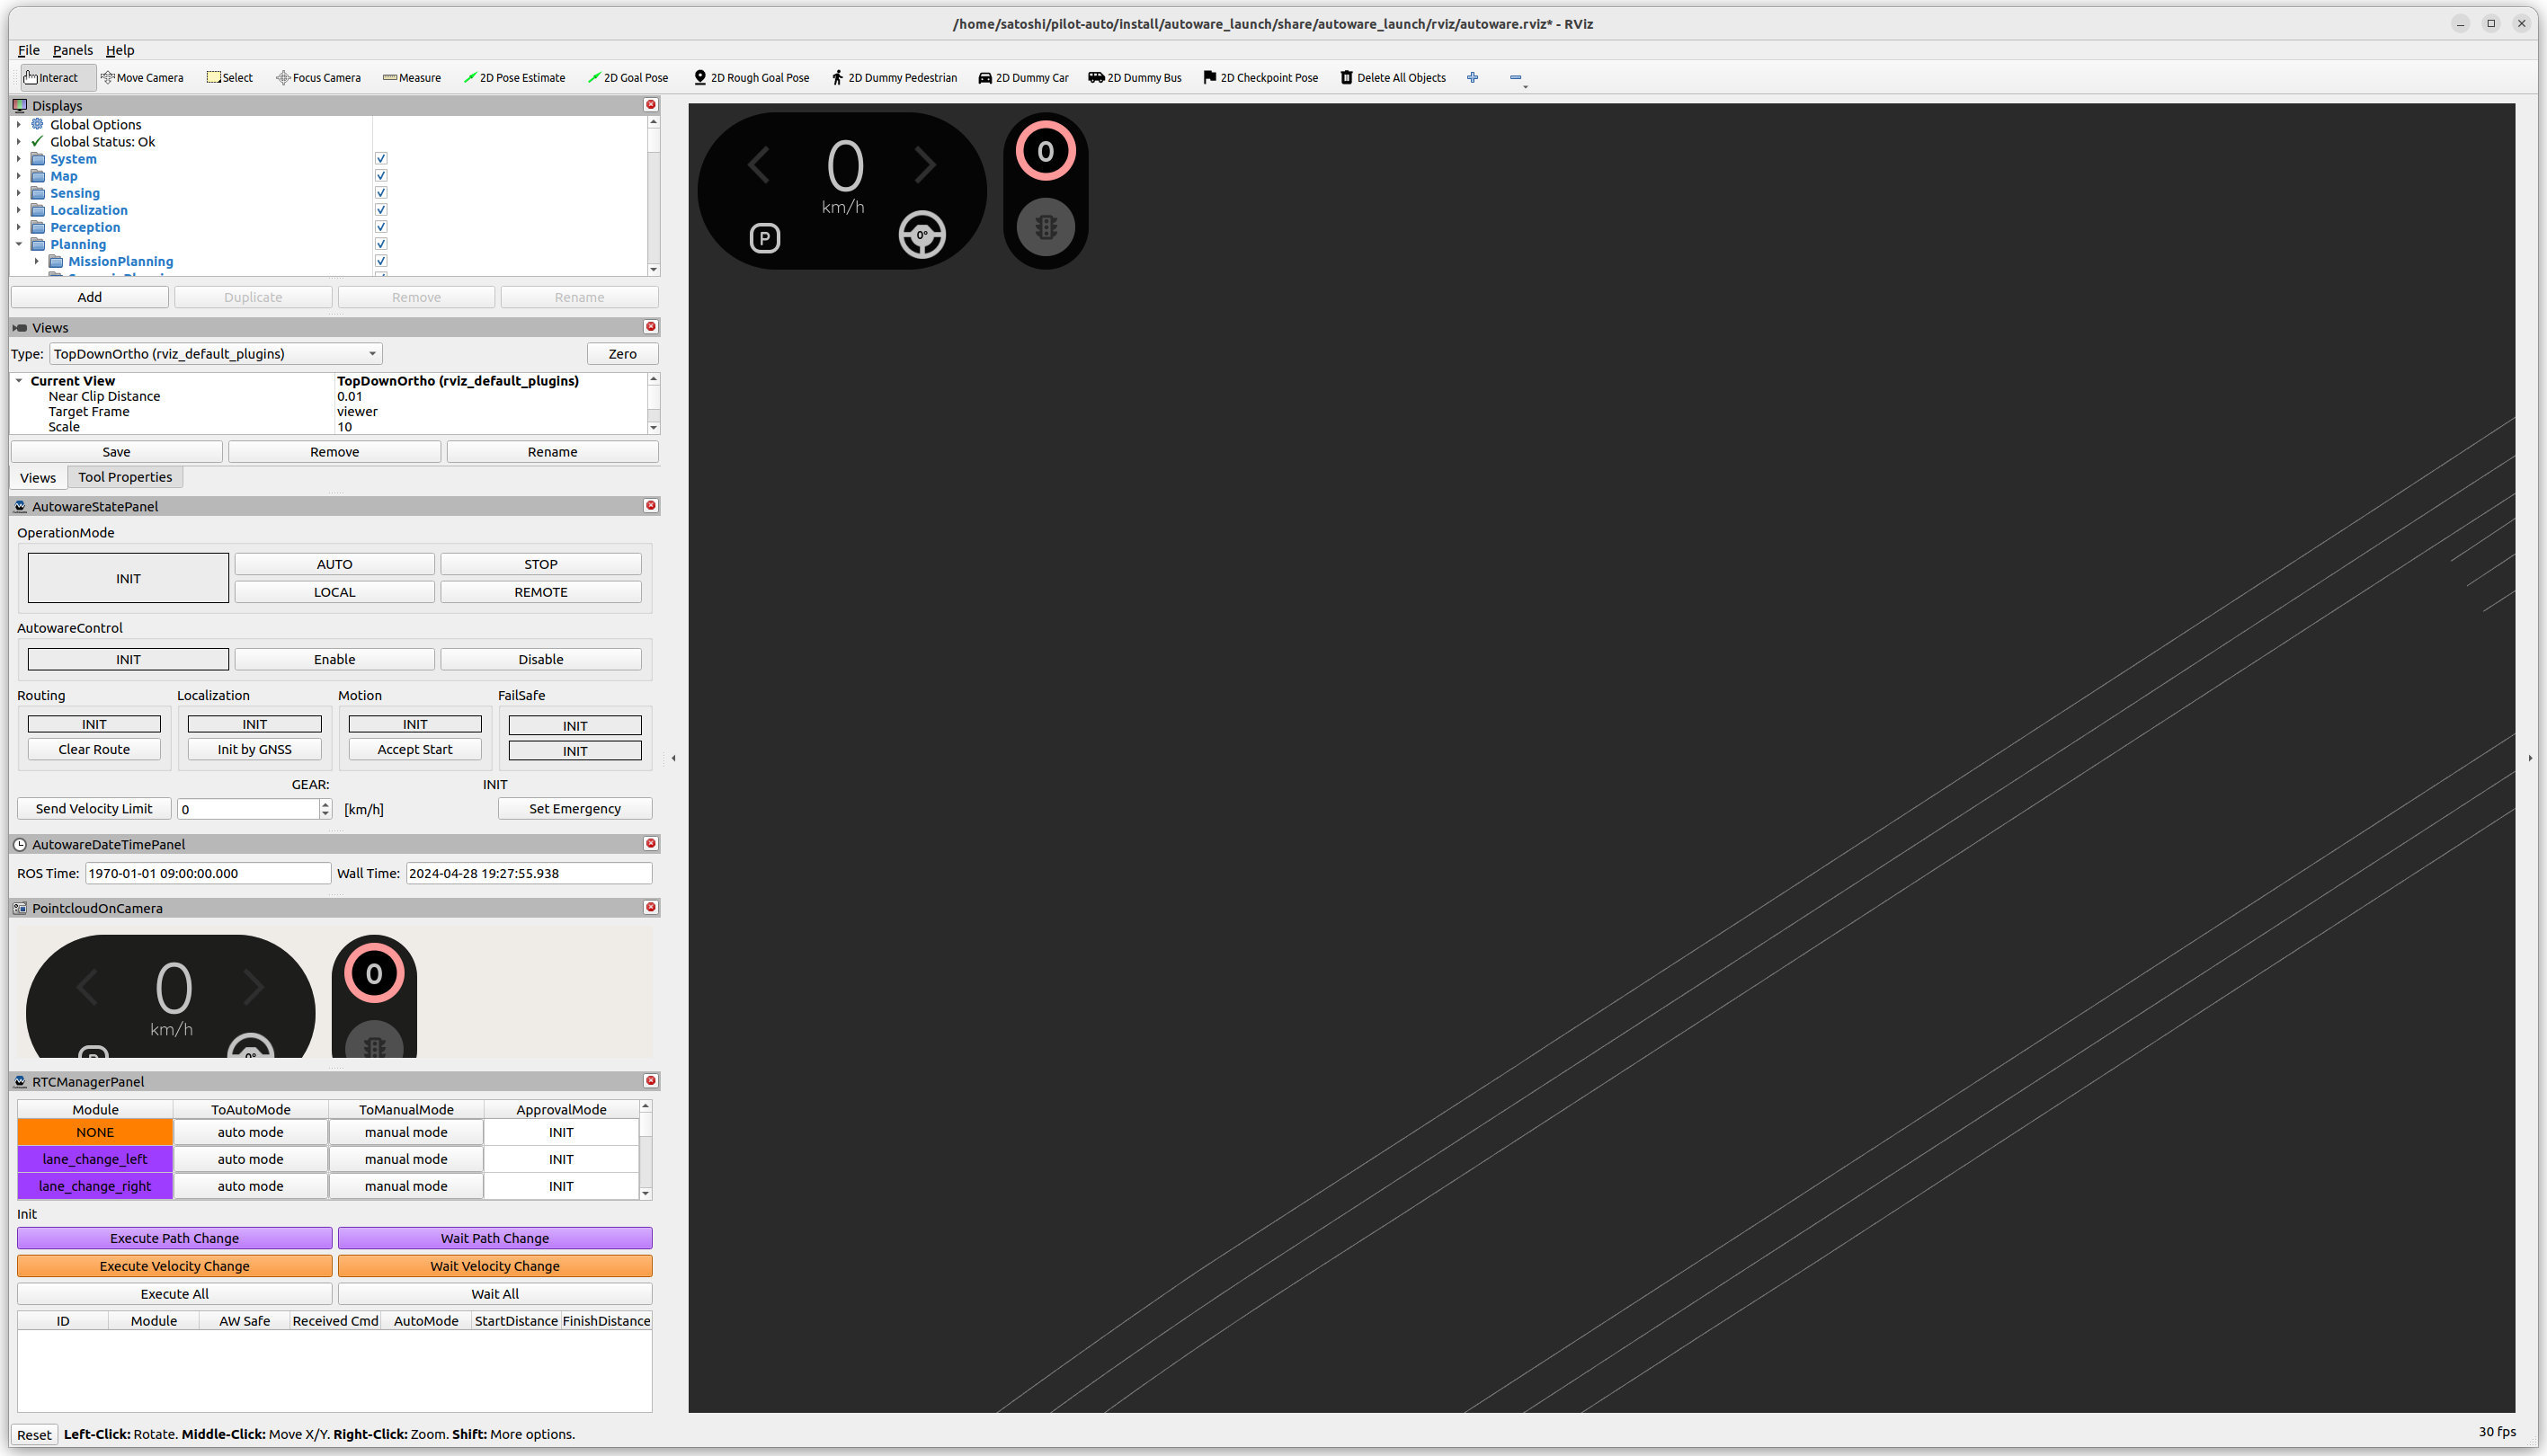 /home/satoshi/pilot-auto/install/autoware_launch/share/autoware_launch/rviz/autoware.rviz* - RViz
File Panels Help
Interact Move Camera Select Focus Camera Measure 2D Pose Estimate 2D Goal Pose 2D Rough Goal Pose 2D Dummy Pedestrian 2D Dummy Car 2D Dummy Bus 2D Checkpoint Pose Delete All Objects
Displays
Global Options
Global Status: Ok
System
Map
Sensing
Localization
Perception
Planning
MissionPlanning
Add Duplicate Remove Rename
Views
Type: TopDownOrtho (rviz_default_plugins) Zero
Current View TopDownOrtho (rviz_default_plugins)
Near Clip Distance 0.01
Target Frame viewer
Scale 10
Save Remove Rename
Views Tool Properties
AutowareStatePanel
OperationMode
INIT AUTO STOP
LOCAL REMOTE
AutowareControl
INIT Enable Disable
Routing Localization Motion FailSafe
INIT INIT INIT INIT
Clear Route Init by GNSS Accept Start INIT
GEAR: INIT
Send Velocity Limit 0 [km/h] Set Emergency
AutowareDateTimePanel
ROS Time: 1970-01-01 09:00:00.000 Wall Time: 2024-04-28 19:27:55.938
PointcloudOnCamera
0 0
km/h
P 0°
RTCManagerPanel
Module ToAutoMode ToManualMode ApprovalMode
NONE auto mode manual mode INIT
lane_change_left auto mode manual mode INIT
lane_change_right auto mode manual mode INIT
Init
Execute Path Change Wait Path Change
Execute Velocity Change Wait Velocity Change
Execute All Wait All
ID Module AW Safe Received Cmd AutoMode StartDistance FinishDistance
Reset Left-Click: Rotate. Middle-Click: Move X/Y. Right-Click: Zoom. Shift: More options.
0 0
km/h
P 0°
30 fps